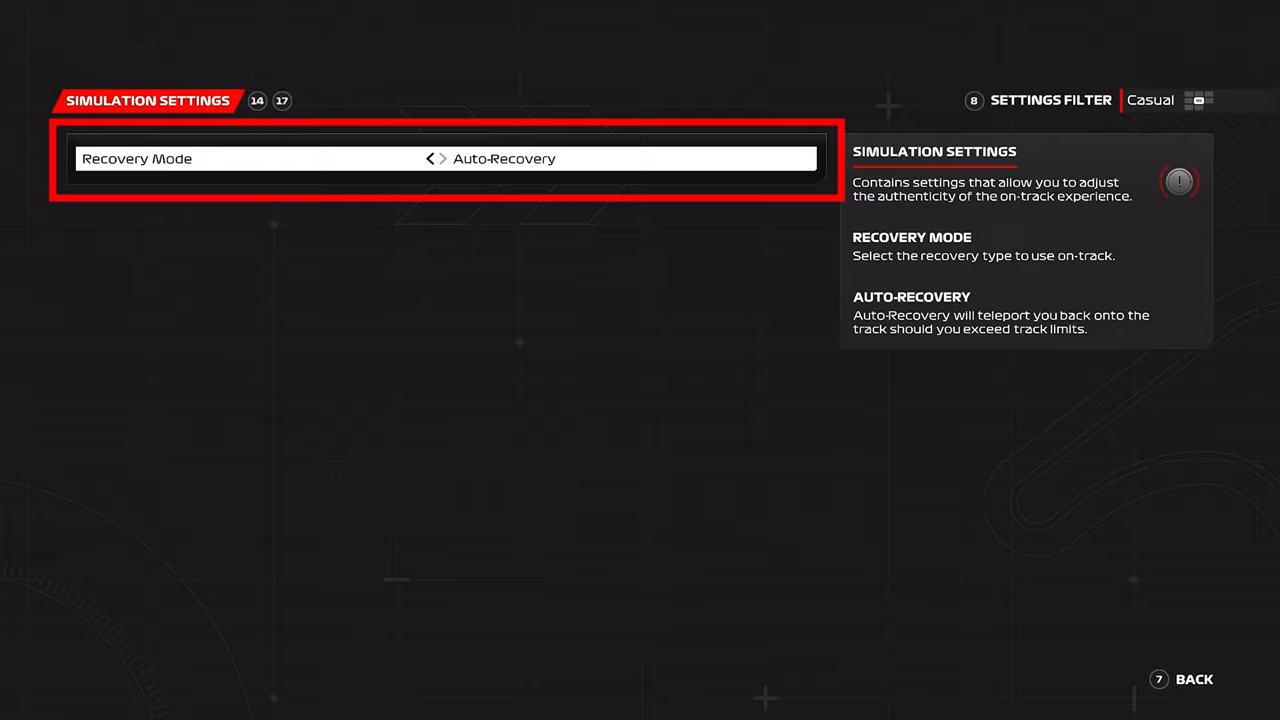 SIMULATION SETTINGS 14 17
8 SETTINGS FILTER Casual
Recovery Mode < > Auto-Recovery
SIMULATION SETTINGS
Contains settings that allow you to adjust
the authenticity of the on-track experience.
RECOVERY MODE
Select the recovery type to use on-track.
AUTO-RECOVERY
Auto-Recovery will teleport you back onto the
track should you exceed track limits.
7 BACK